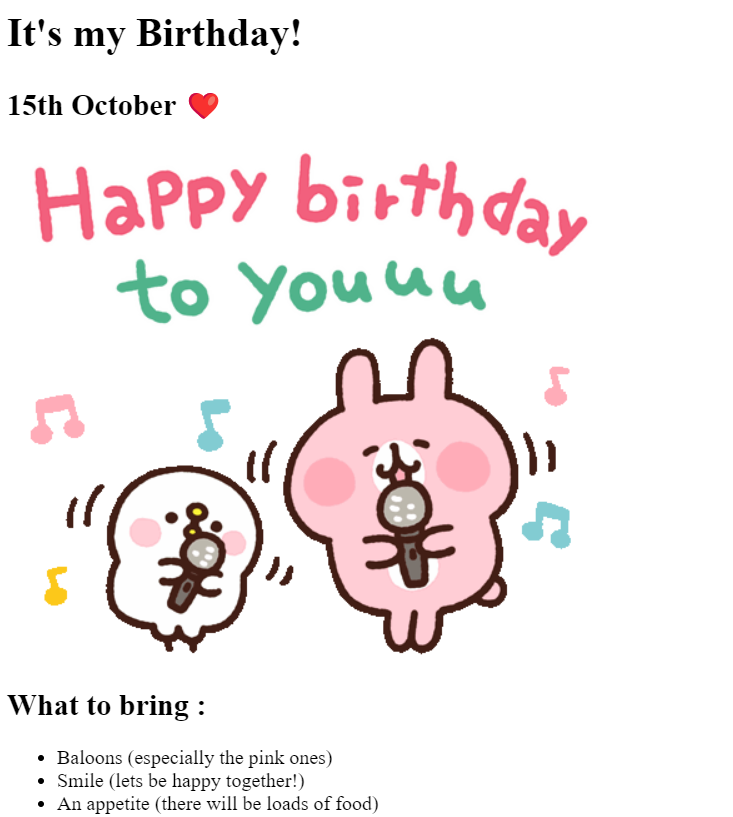 It's my Birthday!
15th October ❤️
Happy birthday
to youuu
What to bring :
Baloons (especially the pink ones)
Smile (lets be happy together!)
An appetite (there will be loads of food)